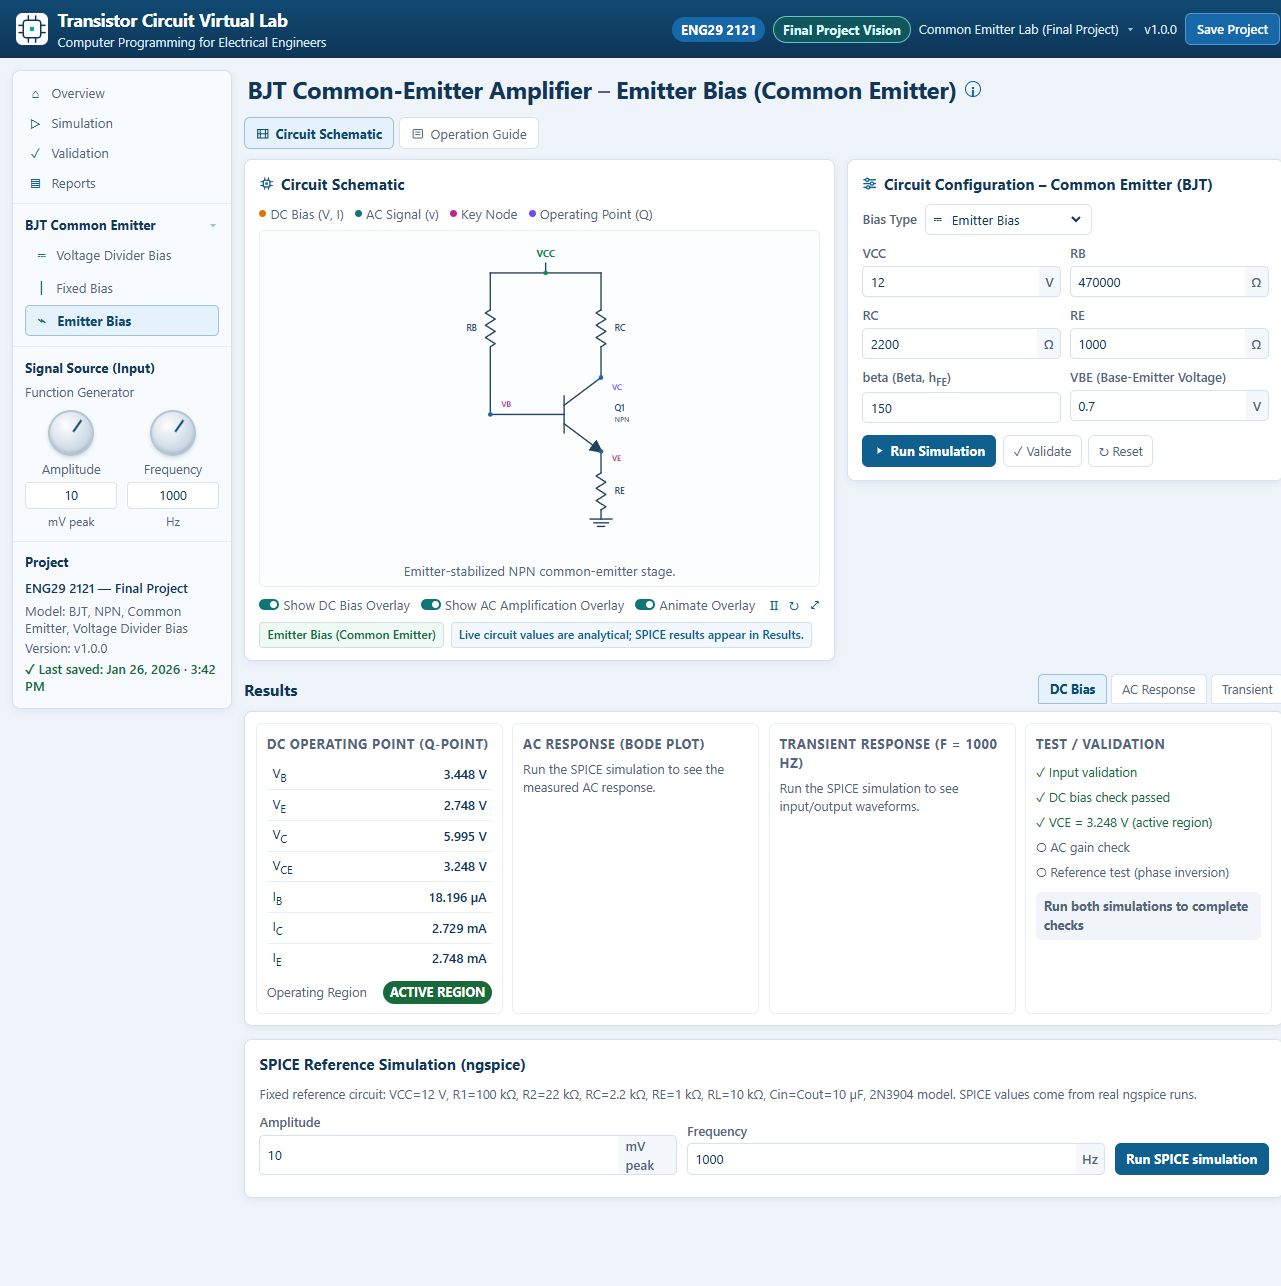 Transistor Circuit Virtual Lab
Computer Programming for Electrical Engineers
ENG29 2121
Final Project Vision
Common Emitter Lab (Final Project)
v1.0.0
Save Project
Overview
Simulation
Validation
Reports
BJT Common Emitter
Voltage Divider Bias
Fixed Bias
Emitter Bias
Signal Source (Input)
Function Generator
Amplitude
Frequency
10
1000
mV peak
Hz
Project
ENG29 2121 — Final Project
Model: BJT, NPN, Common
Emitter, Voltage Divider Bias
Version: v1.0.0
✓ Last saved: Jan 26, 2026 · 3:42
PM
BJT Common-Emitter Amplifier – Emitter Bias (Common Emitter)
Circuit Schematic
Operation Guide
Circuit Schematic
DC Bias (V, I)
AC Signal (v)
Key Node
Operating Point (Q)
VCC
RB
RC
VC
VB
Q1
NPN
VE
RE
Emitter-stabilized NPN common-emitter stage.
Show DC Bias Overlay
Show AC Amplification Overlay
Animate Overlay
Emitter Bias (Common Emitter)
Live circuit values are analytical; SPICE results appear in Results.
Circuit Configuration – Common Emitter (BJT)
Bias Type
Emitter Bias
VCC
RB
12 V
470000 Ω
RC
RE
2200 Ω
1000 Ω
beta (Beta, hFE)
VBE (Base-Emitter Voltage)
150
0.7 V
Run Simulation
✓ Validate
↻ Reset
Results
DC Bias
AC Response
Transient
DC OPERATING POINT (Q-POINT)
VB 3.448 V
VE 2.748 V
VC 5.995 V
VCE 3.248 V
IB 18.196 µA
IC 2.729 mA
IE 2.748 mA
Operating Region ACTIVE REGION
AC RESPONSE (BODE PLOT)
Run the SPICE simulation to see the
measured AC response.
TRANSIENT RESPONSE (F = 1000
HZ)
Run the SPICE simulation to see
input/output waveforms.
TEST / VALIDATION
✓ Input validation
✓ DC bias check passed
✓ VCE = 3.248 V (active region)
○ AC gain check
○ Reference test (phase inversion)
Run both simulations to complete
checks
SPICE Reference Simulation (ngspice)
Fixed reference circuit: VCC=12 V, R1=100 kΩ, R2=22 kΩ, RC=2.2 kΩ, RE=1 kΩ, RL=10 kΩ, Cin=Cout=10 µF, 2N3904 model. SPICE values come from real ngspice runs.
Amplitude
10
mV
peak
Frequency
1000
Hz
Run SPICE simulation